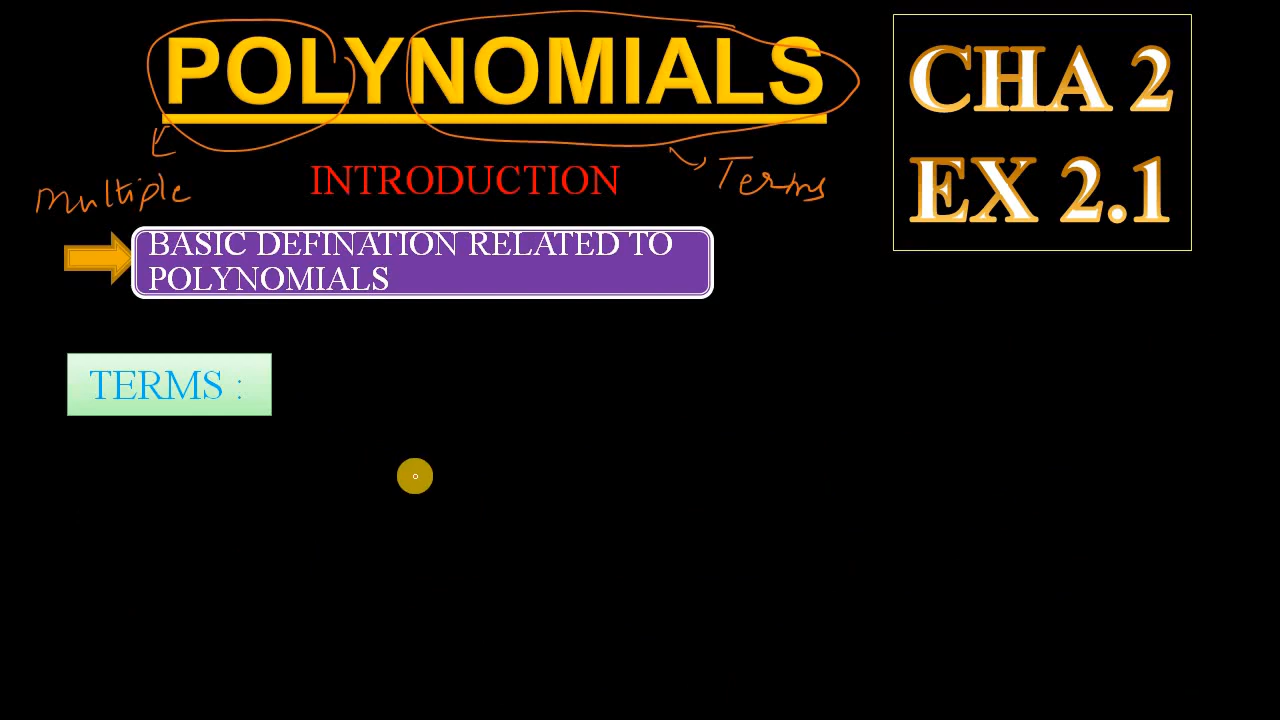 POLYNOMIALS
Multiple
INTRODUCTION
Terms
BASIC DEFINATION RELATED TO
POLYNOMIALS
TERMS :
CHA 2
EX 2.1